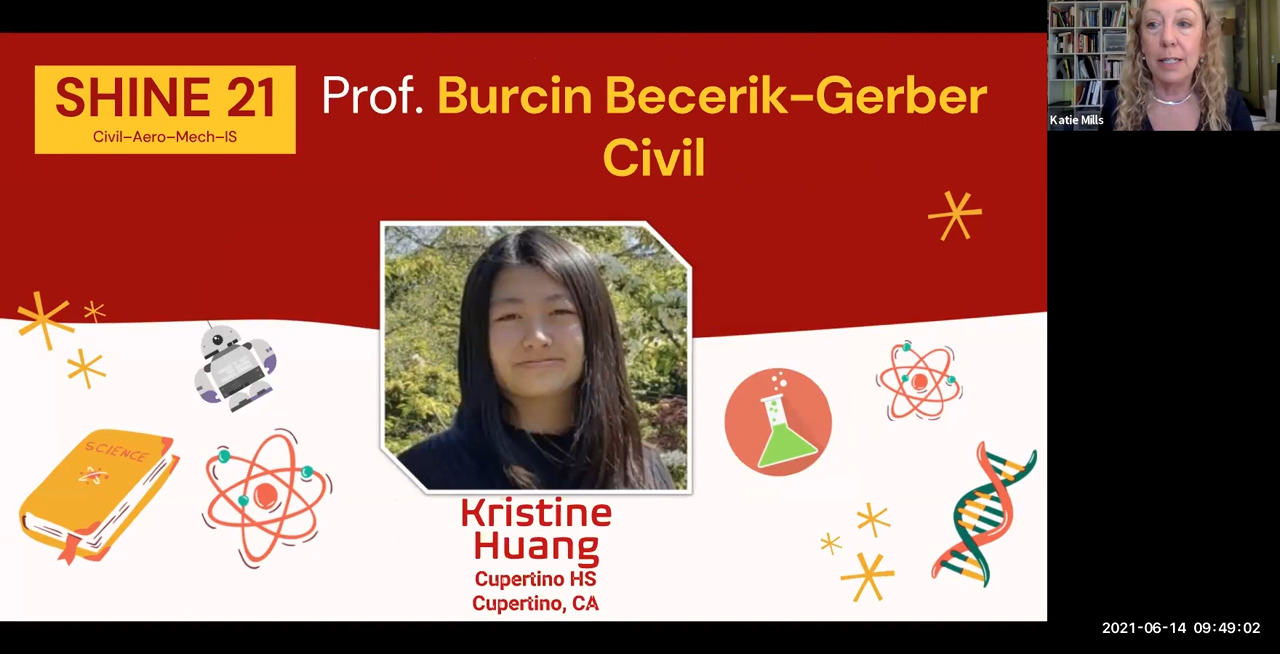 SHINE 21
Civil–Aero–Mech–IS
Prof. Burcin Becerik-Gerber
Civil
Katie Mills
SCIENCE
Kristine
Huang
Cupertino HS
Cupertino, CA
2021-06-14 09:49:02